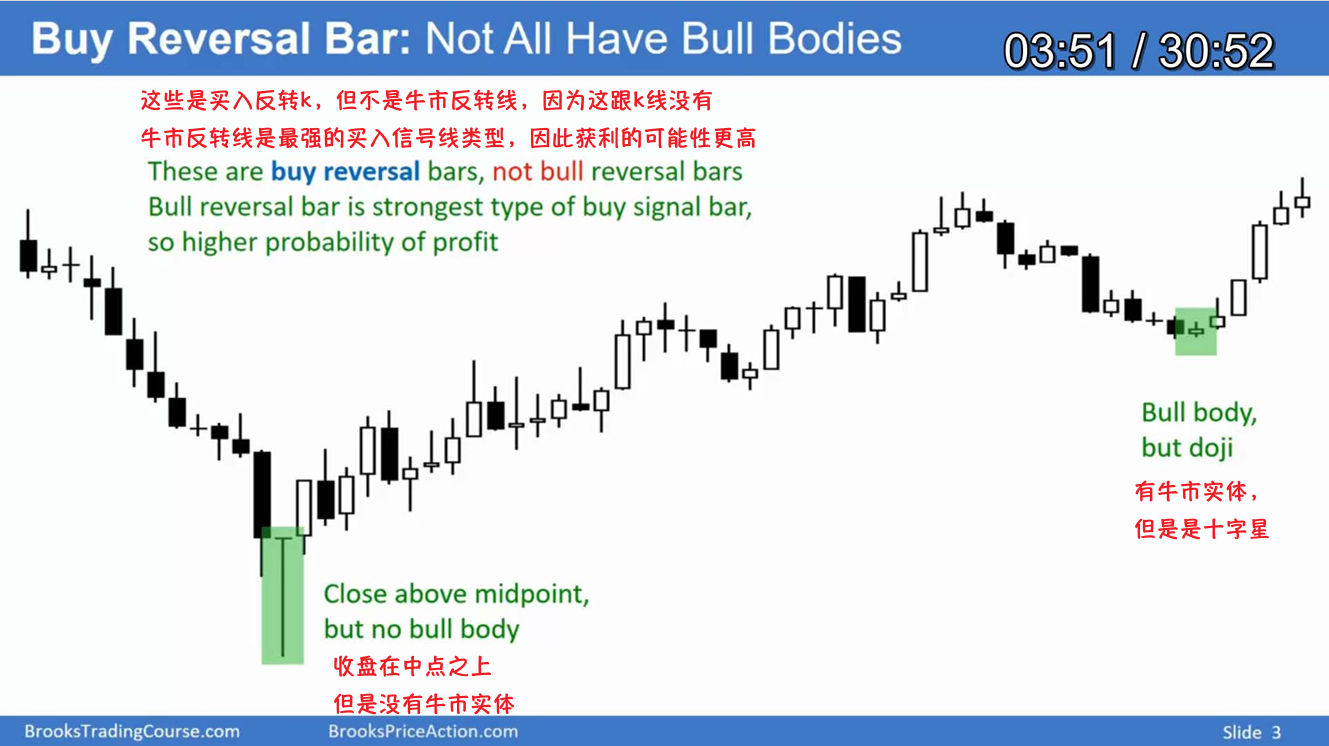 Buy Reversal Bar: Not All Have Bull Bodies
03:51 / 30:52
这些是买入反转k，但不是牛市反转线，因为这跟k线没有
牛市反转线是最强的买入信号线类型，因此获利的可能性更高
These are buy reversal bars, not bull reversal bars
Bull reversal bar is strongest type of buy signal bar,
so higher probability of profit
Bull body,
but doji
有牛市实体，
但是是十字星
Close above midpoint,
but no bull body
收盘在中点之上
但是没有牛市实体
BrooksTradingCourse.com
BrooksPriceAction.com
Slide 3